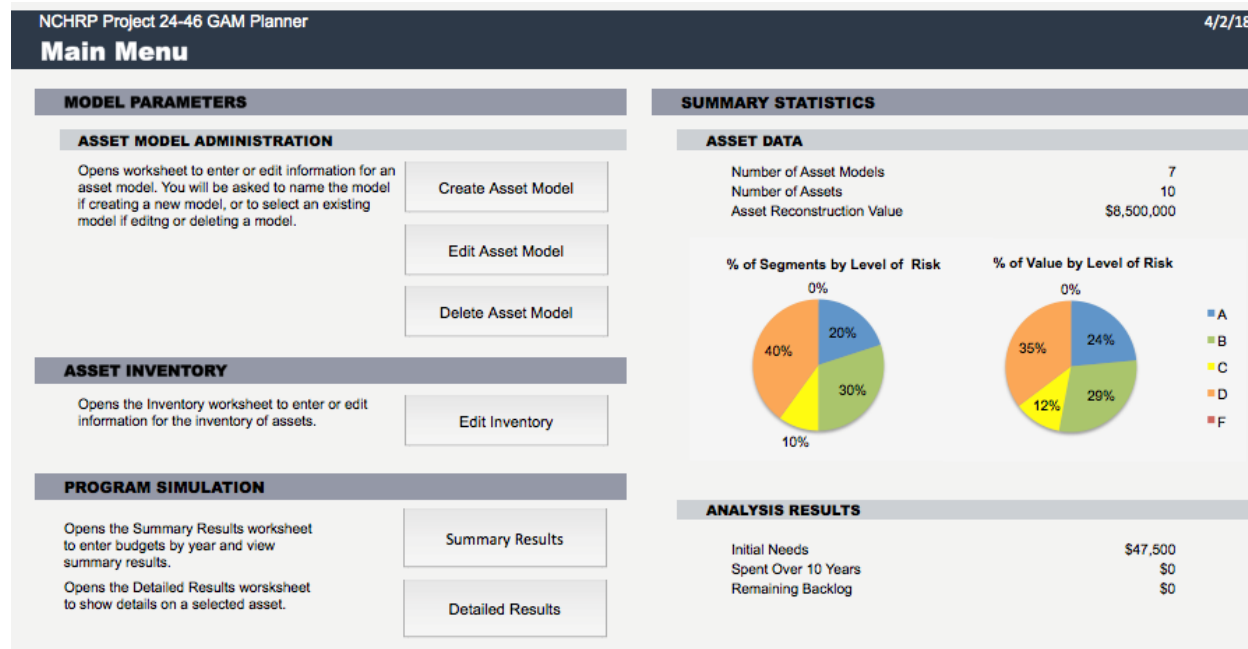 NCHRP Project 24-46 GAM Planner
4/2/18
Main Menu
MODEL PARAMETERS
ASSET MODEL ADMINISTRATION
Opens worksheet to enter or edit information for an
asset model. You will be asked to name the model
if creating a new model, or to select an existing
model if editng or deleting a model.
Create Asset Model
Edit Asset Model
Delete Asset Model
ASSET INVENTORY
Opens the Inventory worksheet to enter or edit
information for the inventory of assets.
Edit Inventory
PROGRAM SIMULATION
Opens the Summary Results worksheet
to enter budgets by year and view
summary results.
Summary Results
Opens the Detailed Results worsksheet
to show details on a selected asset.
Detailed Results
SUMMARY STATISTICS
ASSET DATA
Number of Asset Models 7
Number of Assets 10
Asset Reconstruction Value $8,500,000
% of Segments by Level of Risk
0%
20%
40%
30%
10%
% of Value by Level of Risk
0%
24%
35%
29%
12%
A
B
C
D
F
ANALYSIS RESULTS
Initial Needs $47,500
Spent Over 10 Years $0
Remaining Backlog $0